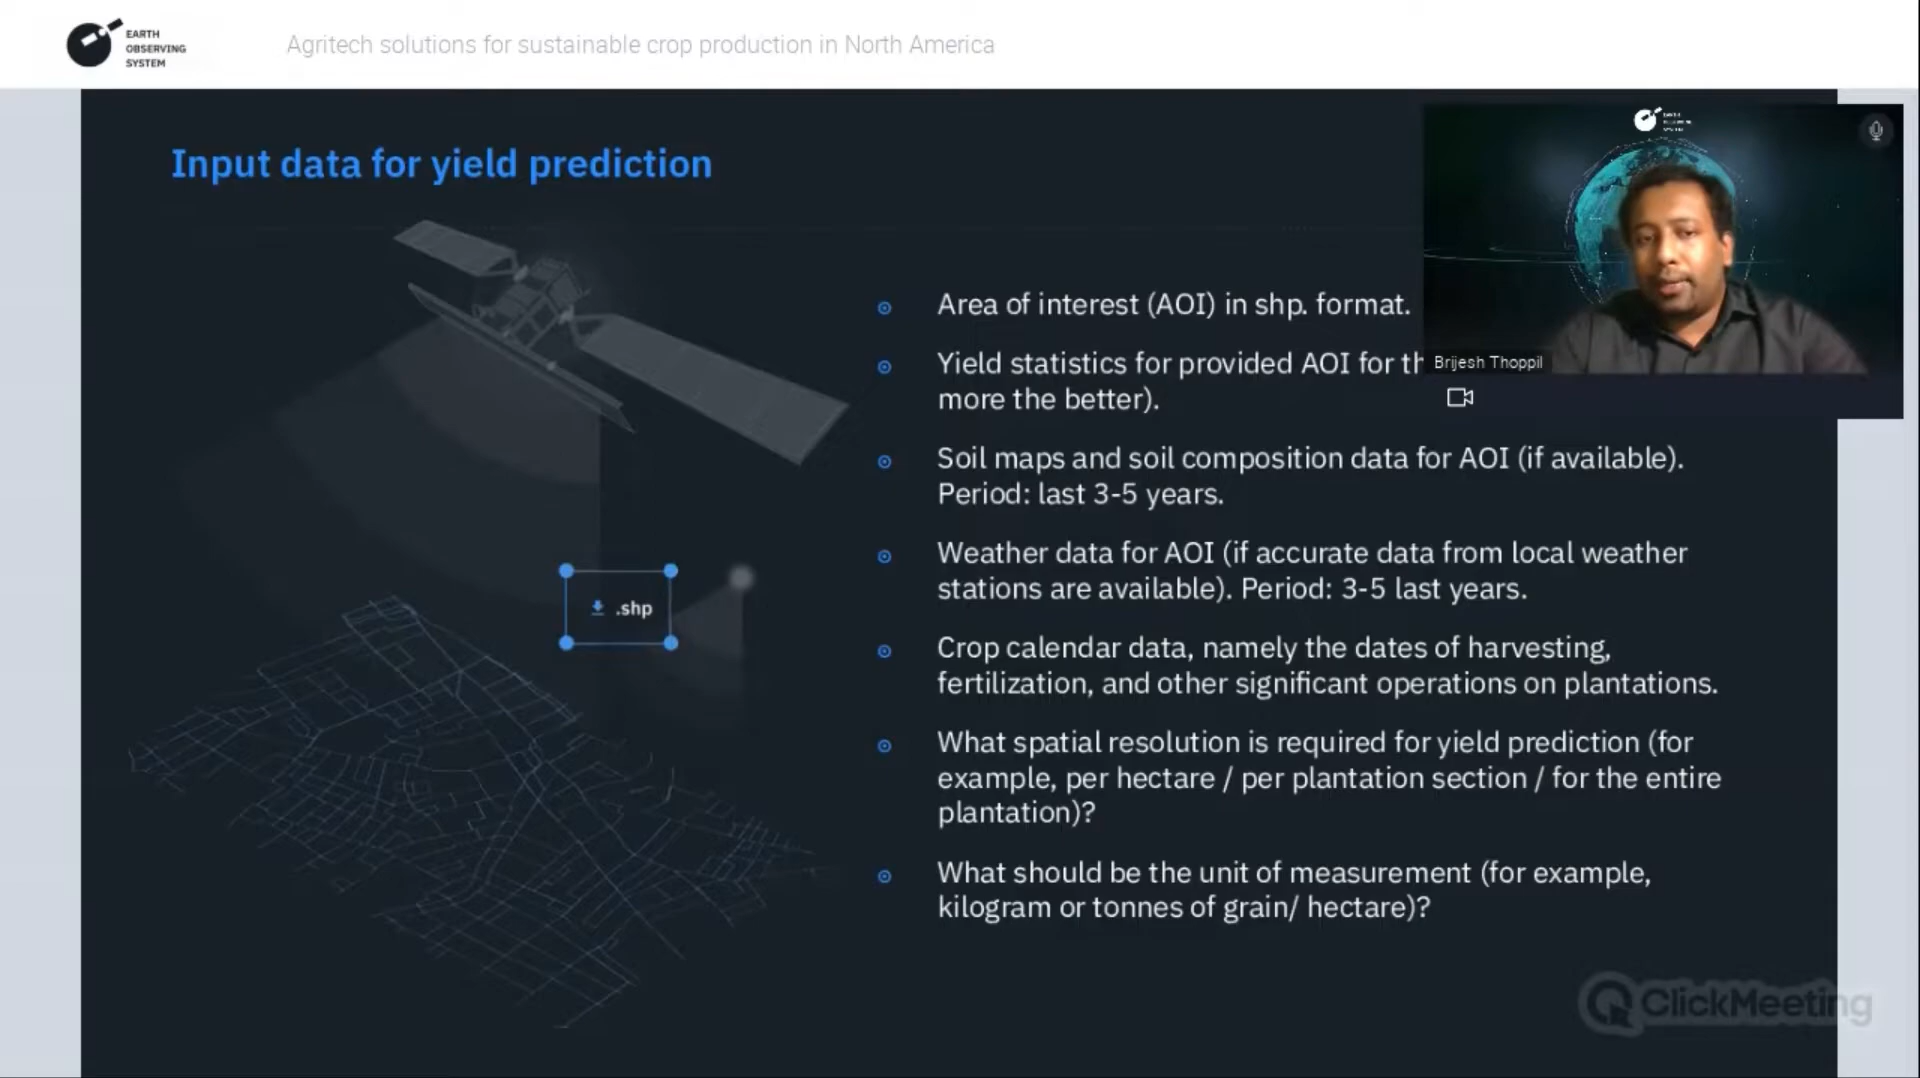 EARTH
OBSERVING
SYSTEM
Agritech solutions for sustainable crop production in North America
Input data for yield prediction
Area of interest (AOI) in shp. format.
Yield statistics for provided AOI for
more the better).
Soil maps and soil composition data for AOI (if available).
Period: last 3-5 years.
Weather data for AOI (if accurate data from local weather
stations are available). Period: 3-5 last years.
Crop calendar data, namely the dates of harvesting,
fertilization, and other significant operations on plantations.
What spatial resolution is required for yield prediction (for
example, per hectare / per plantation section / for the entire
plantation)?
What should be the unit of measurement (for example,
kilogram or tonnes of grain/ hectare)?
.shp
Brijesh Thoppil
ClickMeeting